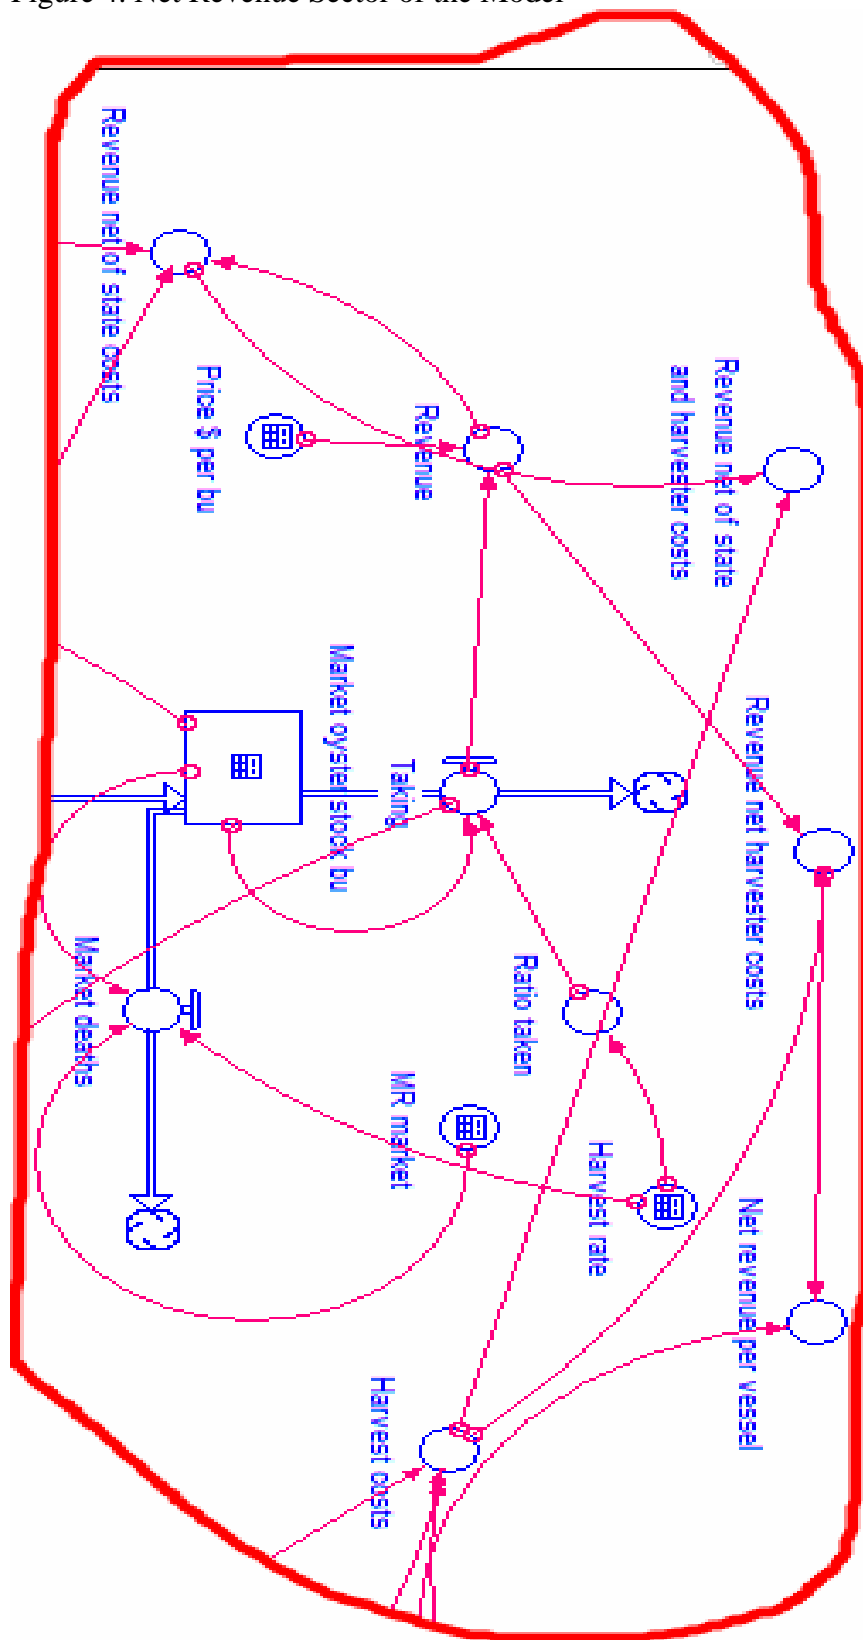 Figure 4. Net Revenue Sector of the Model
Revenue net of state costs
Price $ per bu
Revenue
Revenue net of state
and harvester costs
Market oyster stock bu
Taking
Revenue net harvester costs
Market deaths
Ratio taken
MR market
Harvest rate
Net revenue per vessel
Harvest costs